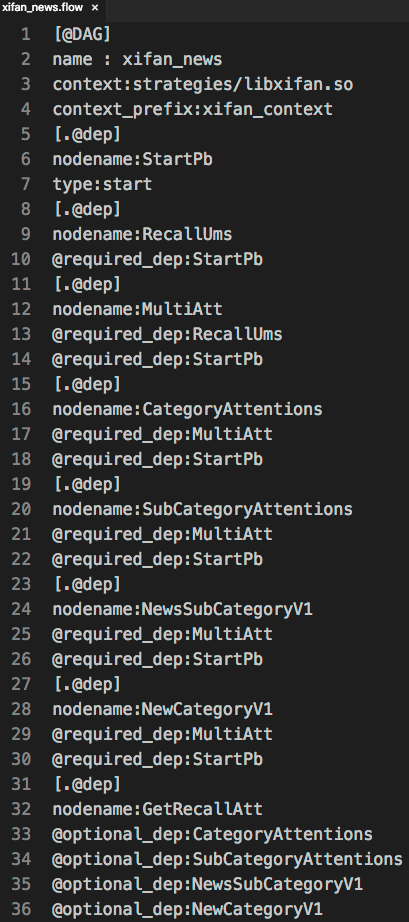 xifan_news.flow ×
1 [@DAG]
2 name : xifan_news
3 context:strategies/libxifan.so
4 context_prefix:xifan_context
5 [.@dep]
6 nodename:StartPb
7 type:start
8 [.@dep]
9 nodename:RecallUms
10 @required_dep:StartPb
11 [.@dep]
12 nodename:MultiAtt
13 @required_dep:RecallUms
14 @required_dep:StartPb
15 [.@dep]
16 nodename:CategoryAttentions
17 @required_dep:MultiAtt
18 @required_dep:StartPb
19 [.@dep]
20 nodename:SubCategoryAttentions
21 @required_dep:MultiAtt
22 @required_dep:StartPb
23 [.@dep]
24 nodename:NewsSubCategoryV1
25 @required_dep:MultiAtt
26 @required_dep:StartPb
27 [.@dep]
28 nodename:NewCategoryV1
29 @required_dep:MultiAtt
30 @required_dep:StartPb
31 [.@dep]
32 nodename:GetRecallAtt
33 @optional_dep:CategoryAttentions
34 @optional_dep:SubCategoryAttentions
35 @optional_dep:NewsSubCategoryV1
36 @optional_dep:NewCategoryV1